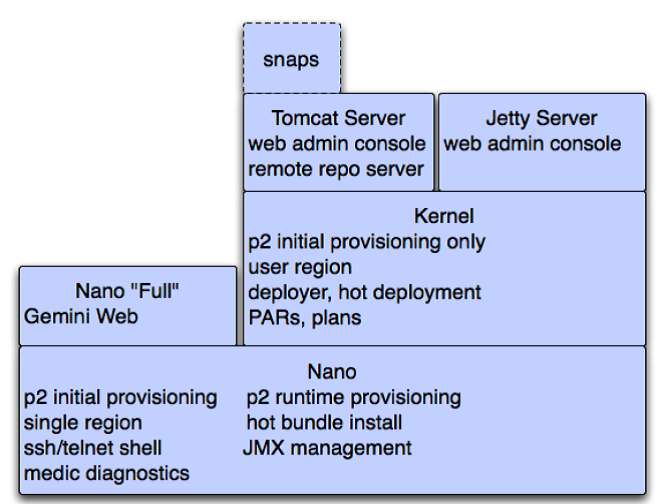 snaps
Tomcat Server
web admin console
remote repo server
Jetty Server
web admin console
Kernel
p2 initial provisioning only
user region
deployer, hot deployment
PARs, plans
Nano "Full"
Gemini Web
Nano
p2 initial provisioning
single region
ssh/telnet shell
medic diagnostics
p2 runtime provisioning
hot bundle install
JMX management